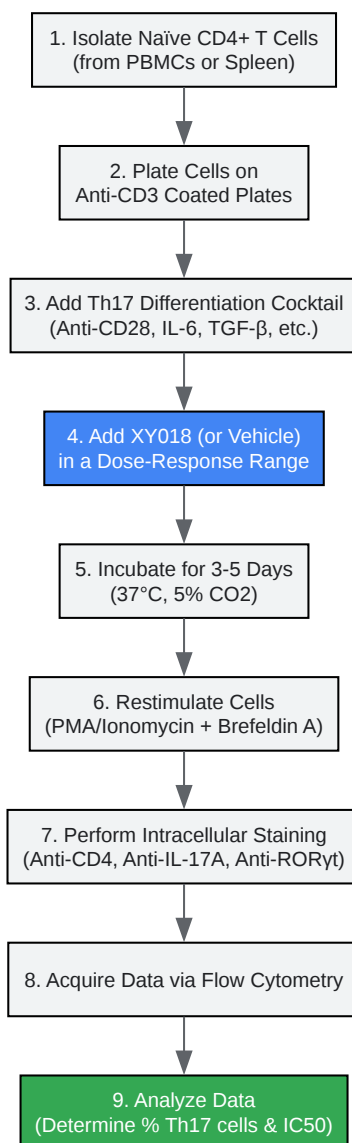 1. Isolate Naïve CD4+ T Cells
(from PBMCs or Spleen)
2. Plate Cells on
Anti-CD3 Coated Plates
3. Add Th17 Differentiation Cocktail
(Anti-CD28, IL-6, TGF-β, etc.)
4. Add XY018 (or Vehicle)
in a Dose-Response Range
5. Incubate for 3-5 Days
(37°C, 5% CO2)
6. Restimulate Cells
(PMA/Ionomycin + Brefeldin A)
7. Perform Intracellular Staining
(Anti-CD4, Anti-IL-17A, Anti-RORγt)
8. Acquire Data via Flow Cytometry
9. Analyze Data
(Determine % Th17 cells & IC50)